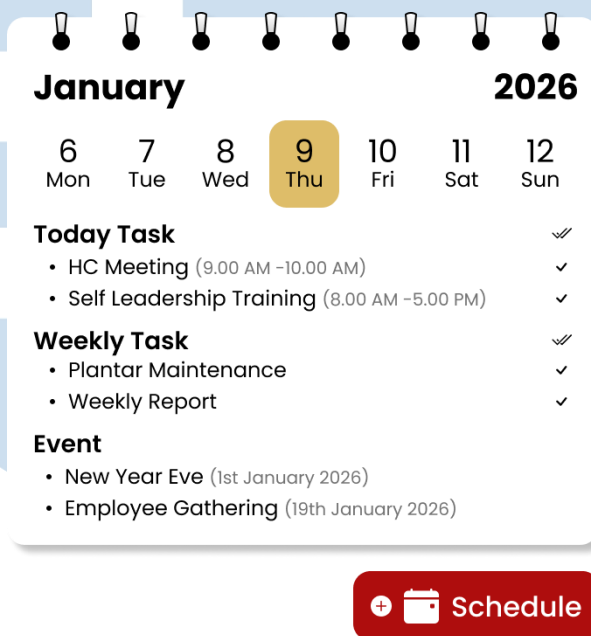 January 2026
6 7 8 9 10 11 12
Mon Tue Wed Thu Fri Sat Sun
Today Task
• HC Meeting (9.00 AM -10.00 AM)
• Self Leadership Training (8.00 AM -5.00 PM)
Weekly Task
• Plantar Maintenance
• Weekly Report
Event
• New Year Eve (1st January 2026)
• Employee Gathering (19th January 2026)
Schedule